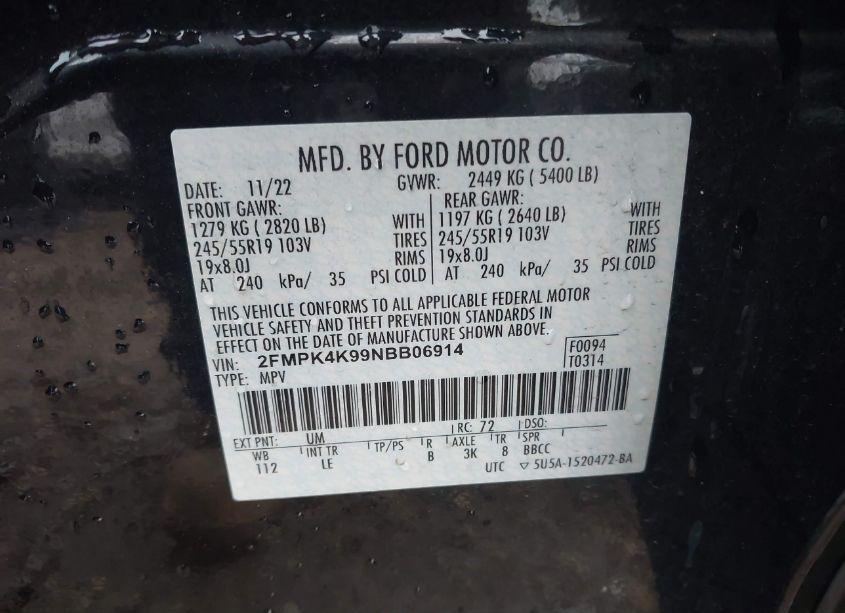 MFD. BY FORD MOTOR CO.
DATE: 11/22 GVWR: 2449 KG ( 5400 LB)
FRONT GAWR: REAR GAWR:
1279 KG ( 2820 LB) WITH 1197 KG ( 2640 LB) WITH
245/55R19 103V TIRES 245/55R19 103V TIRES
19x8.0J RIMS 19x8.0J RIMS
AT 240 kPa/ 35 PSI COLD AT 240 kPa/ 35 PSI COLD
THIS VEHICLE CONFORMS TO ALL APPLICABLE FEDERAL MOTOR
VEHICLE SAFETY AND THEFT PREVENTION STANDARDS IN
EFFECT ON THE DATE OF MANUFACTURE SHOWN ABOVE.
VIN: 2FMPK4K99NBB06914 F0094
TYPE: MPV T0314
EXT PNT: UM RC: 72 DSO:
WB INT TR TP/PS R AXLE TR SPR
112 LE B 3K 8 BBCC
UTC ▽ 5U5A-1520472-BA